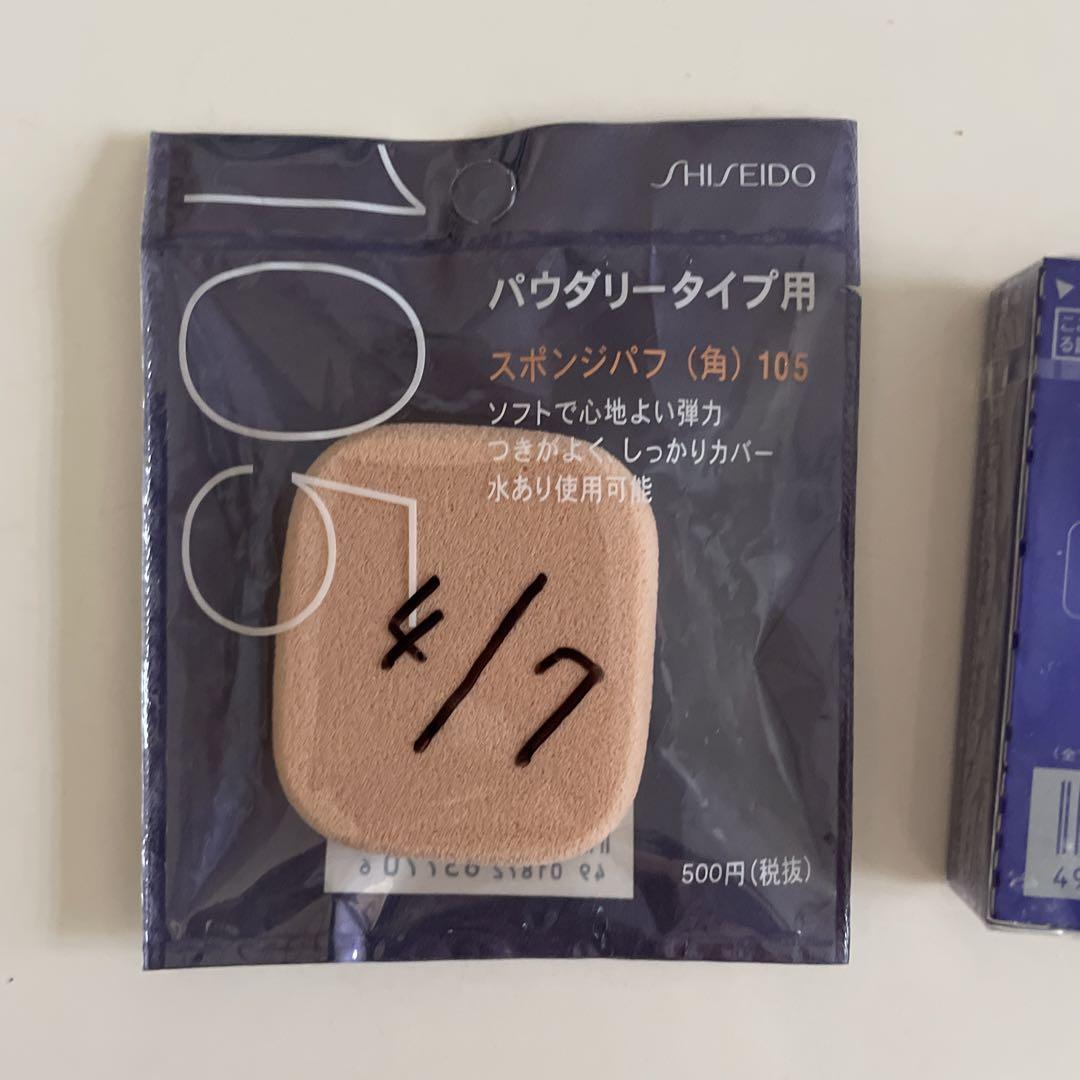 SHISEIDO
105
パウダリータイプ用
スポンジパフ（角）105
ソフトで心地よい弾力
つきがよく、しっかりカバー
水あり使用可能
4/7
500円（税抜）
49